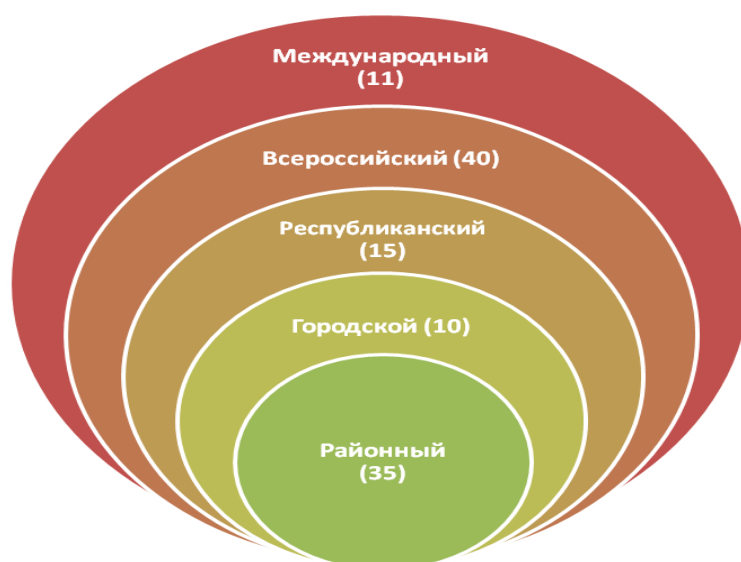 Международный
(11)
Всероссийский (40)
Республиканский
(15)
Городской (10)
Районный
(35)